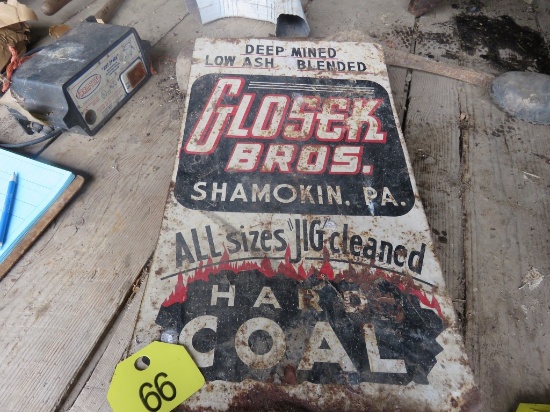 DEEP MINED
LOW ASH BLENDED
GLOSEK
BROS.
SHAMOKIN, PA.
ALL sizes "JIG" cleaned
HARD
COAL
66